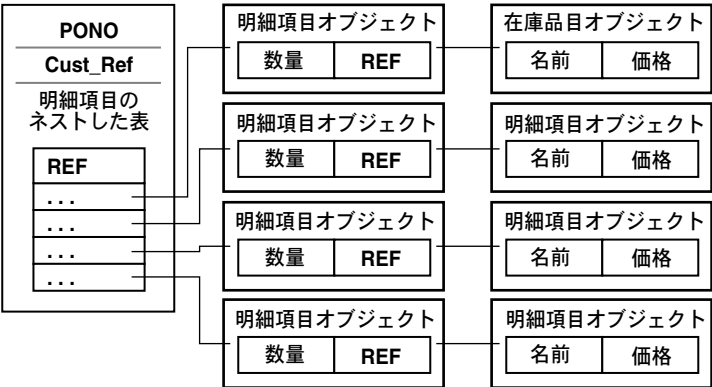 PONO
Cust_Ref
明細項目の
ネストした表
REF
...
...
...
...
明細項目オブジェクト
数量 REF
在庫品目オブジェクト
名前 価格
明細項目オブジェクト
数量 REF
明細項目オブジェクト
名前 価格
明細項目オブジェクト
数量 REF
明細項目オブジェクト
名前 価格
明細項目オブジェクト
数量 REF
明細項目オブジェクト
名前 価格